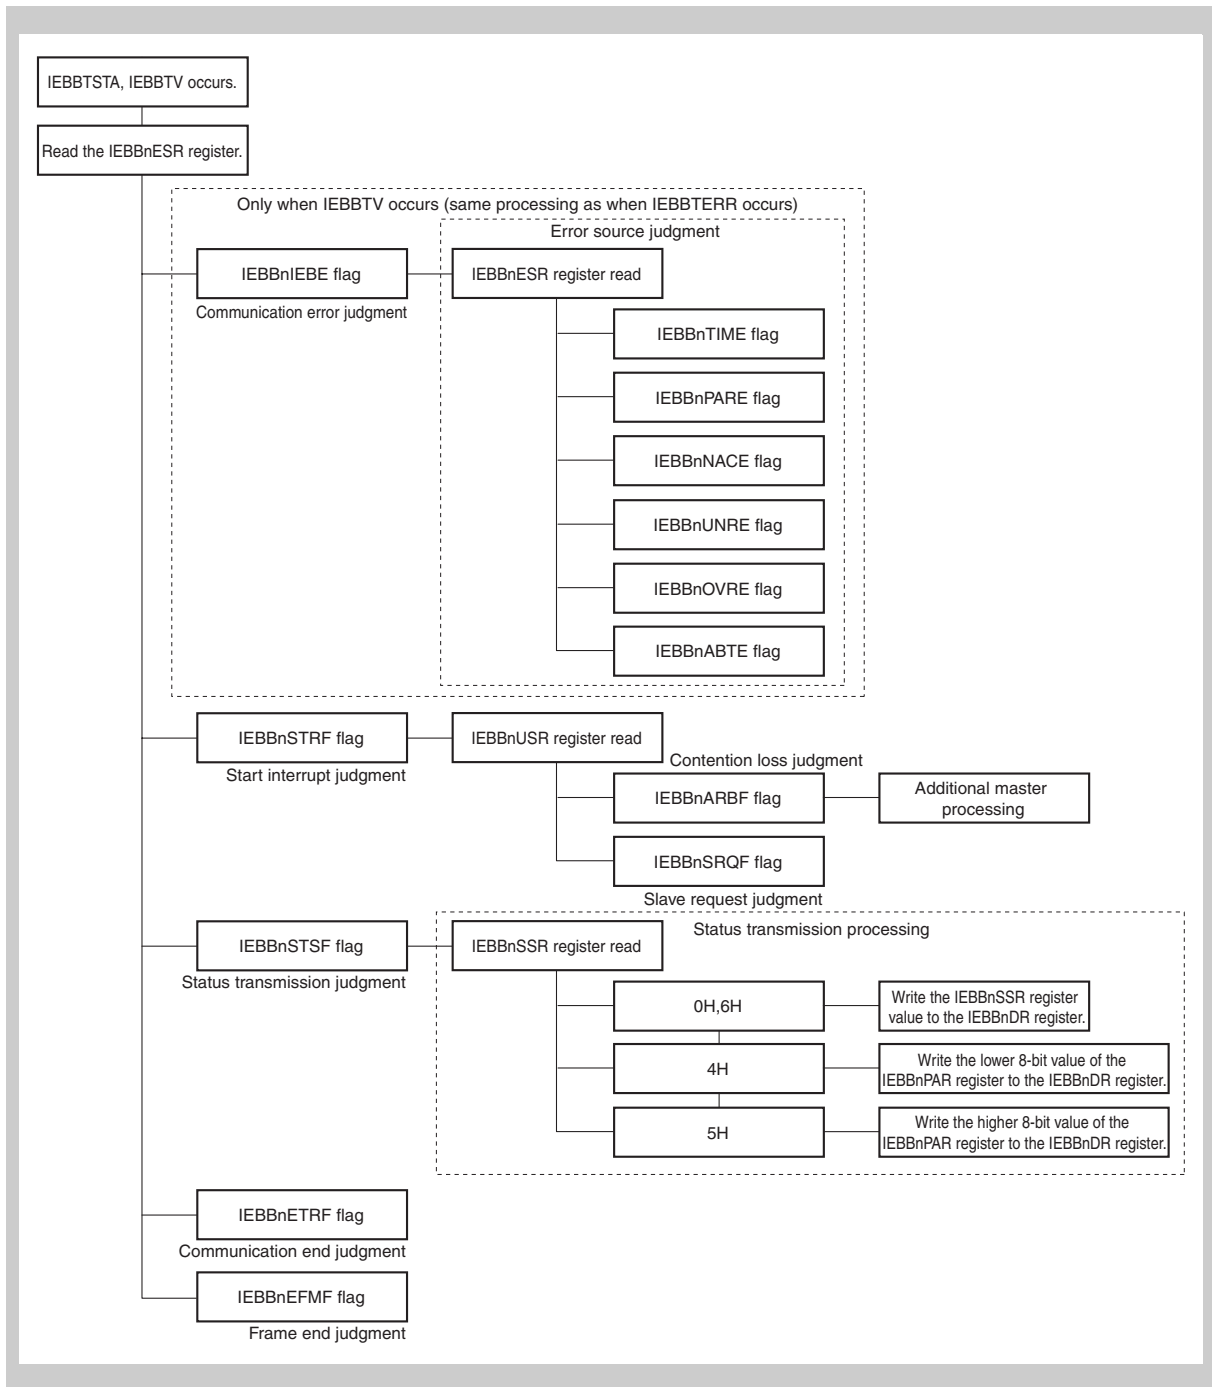 IEBBTSTA, IEBBTV occurs.
Read the IEBBnESR register.
Only when IEBBTV occurs (same processing as when IEBBTERR occurs)
Error source judgment
IEBBnIEBE flag
IEBBnESR register read
Communication error judgment
IEBBnTIME flag
IEBBnPARE flag
IEBBnNACE flag
IEBBnUNRE flag
IEBBnOVRE flag
IEBBnABTE flag
IEBBnSTRF flag
IEBBnUSR register read
Start interrupt judgment
Contention loss judgment
IEBBnARBF flag
Additional master
processing
IEBBnSRQF flag
Slave request judgment
IEBBnSTSF flag
IEBBnSSR register read
Status transmission processing
Status transmission judgment
0H,6H
Write the IEBBnSSR register
value to the IEBBnDR register.
4H
Write the lower 8-bit value of the
IEBBnPAR register to the IEBBnDR register.
5H
Write the higher 8-bit value of the
IEBBnPAR register to the IEBBnDR register.
IEBBnETRF flag
Communication end judgment
IEBBnEFMF flag
Frame end judgment